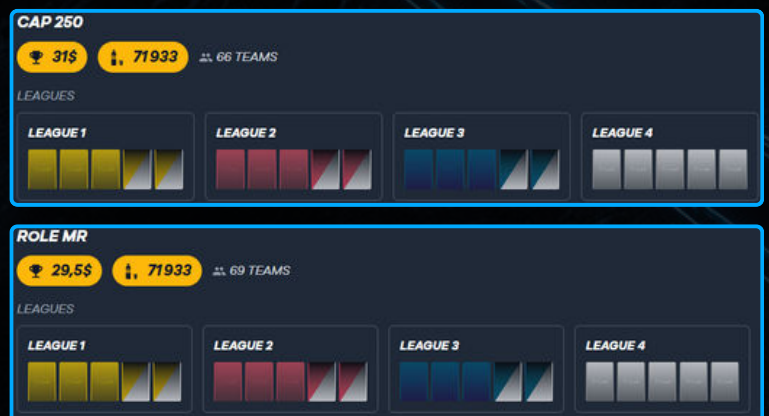 CAP 250
31$ 71933 66 TEAMS
LEAGUES
LEAGUE 1 LEAGUE 2 LEAGUE 3 LEAGUE 4
ROLE MR
29,5$ 71933 69 TEAMS
LEAGUES
LEAGUE 1 LEAGUE 2 LEAGUE 3 LEAGUE 4